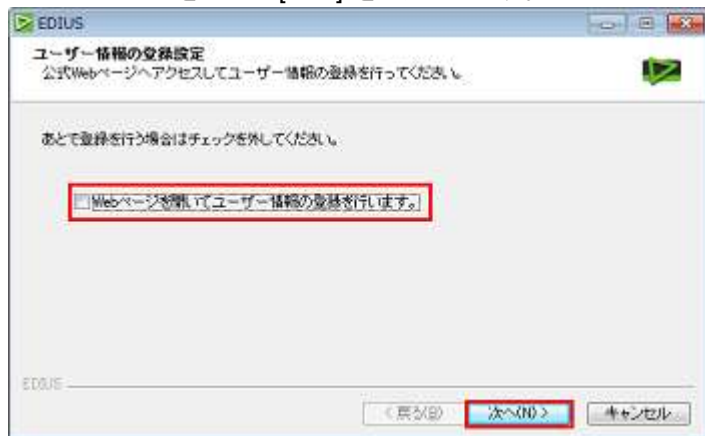 EDIUS
ユーザー情報の登録設定
公式Webページへアクセスしてユーザー情報の登録を行ってください。
あとで登録を行う場合はチェックを外してください。
Webページを開いてユーザー情報の登録を行います。
EDIUS
< 戻る(B) 次へ(N) > キャンセル